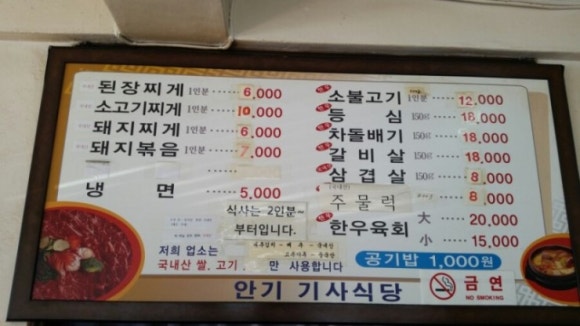 된장찌게 1인분 6,000
소고기찌게 1인분 10,000
돼지찌게 1인분 6,000
돼지볶음 1인분 7,000
냉면 5,000
소불고기 1인분 12,000
등심 150g 18,000
차돌배기 150g 18,000
갈비살 150g 18,000
삼겹살 8,000
주물럭 8,000
한우육회 大 20,000
小 15,000
식사는 2인분~
부터입니다.
공기밥 1,000원
저희 업소는
국내산 쌀, 고기 만 사용합니다
안기 기사식당
금연
NO SMOKING